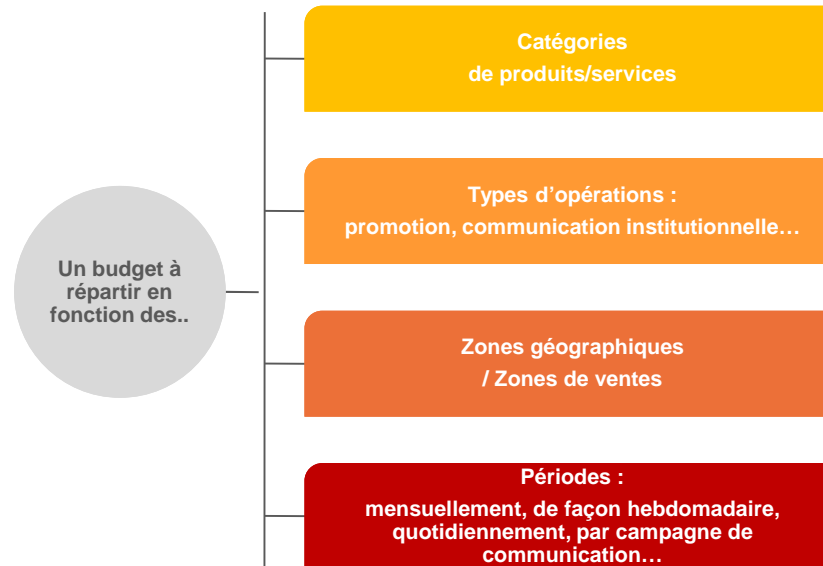 Catégories
de produits/services
Types d’opérations :
promotion, communication institutionnelle…
Un budget à
répartir en
fonction des..
Zones géographiques
/ Zones de ventes
Périodes :
mensuellement, de façon hebdomadaire,
quotidiennement, par campagne de
communication…